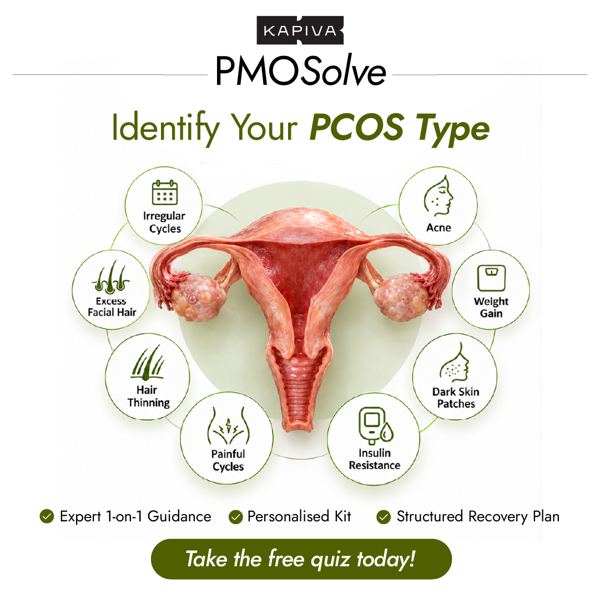 KAPIVA
PMOSolve
Identify Your PCOS Type
Irregular
Cycles
Acne
Excess
Facial Hair
Weight
Gain
Hair
Thinning
Dark Skin
Patches
Painful
Cycles
Insulin
Resistance
Expert 1-on-1 Guidance
Personalised Kit
Structured Recovery Plan
Take the free quiz today!